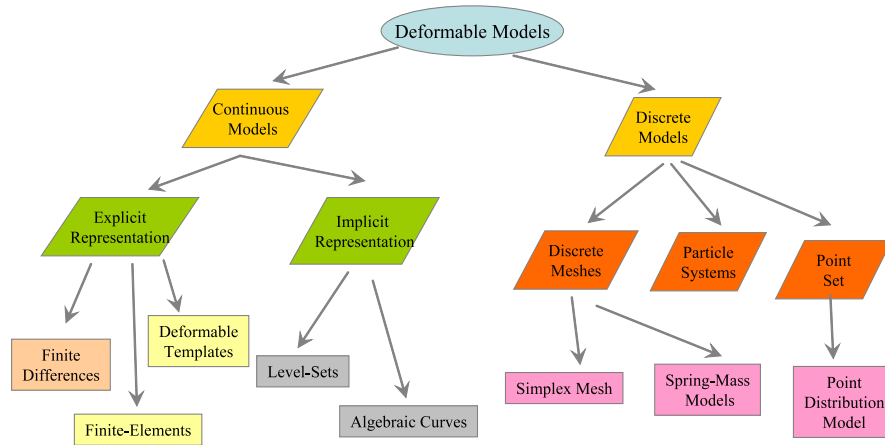 Deformable Models
Continuous
Models
Discrete
Models
Explicit
Representation
Implicit
Representation
Discrete
Meshes
Particle
Systems
Point
Set
Finite
Differences
Deformable
Templates
Finite-Elements
Level-Sets
Algebraic Curves
Simplex Mesh
Spring-Mass
Models
Point
Distribution
Model